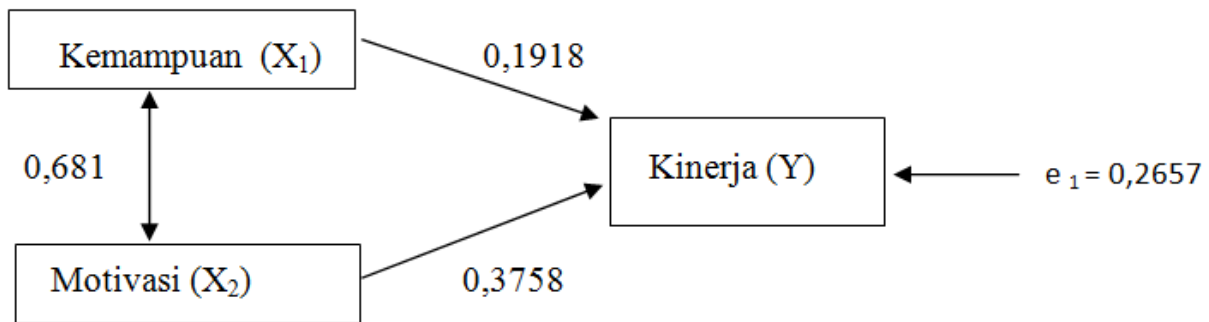 Kemampuan (X₁)
0,1918
0,681
Kinerja (Y)
e ₁ = 0,2657
Motivasi (X₂)
0,3758